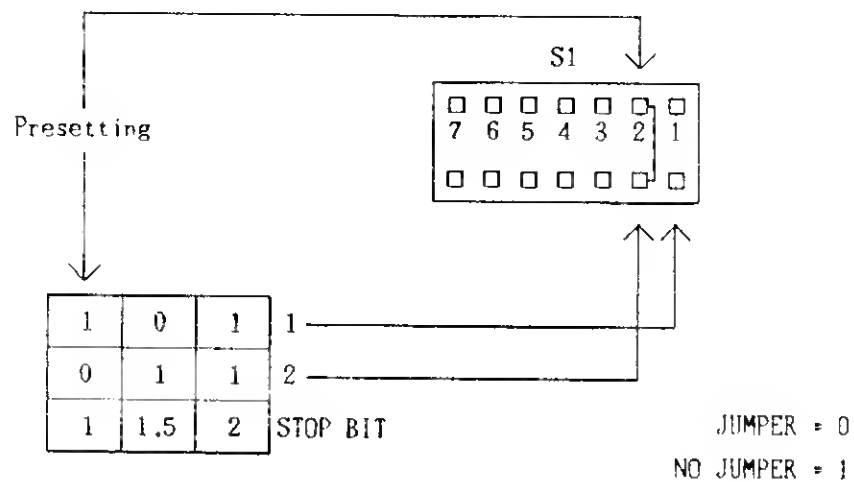 S1
Presetting
7 6 5 4 3 2 1
1 0 1 1
0 1 1 2
1 1.5 2 STOP BIT
JUMPER = 0
NO JUMPER = 1